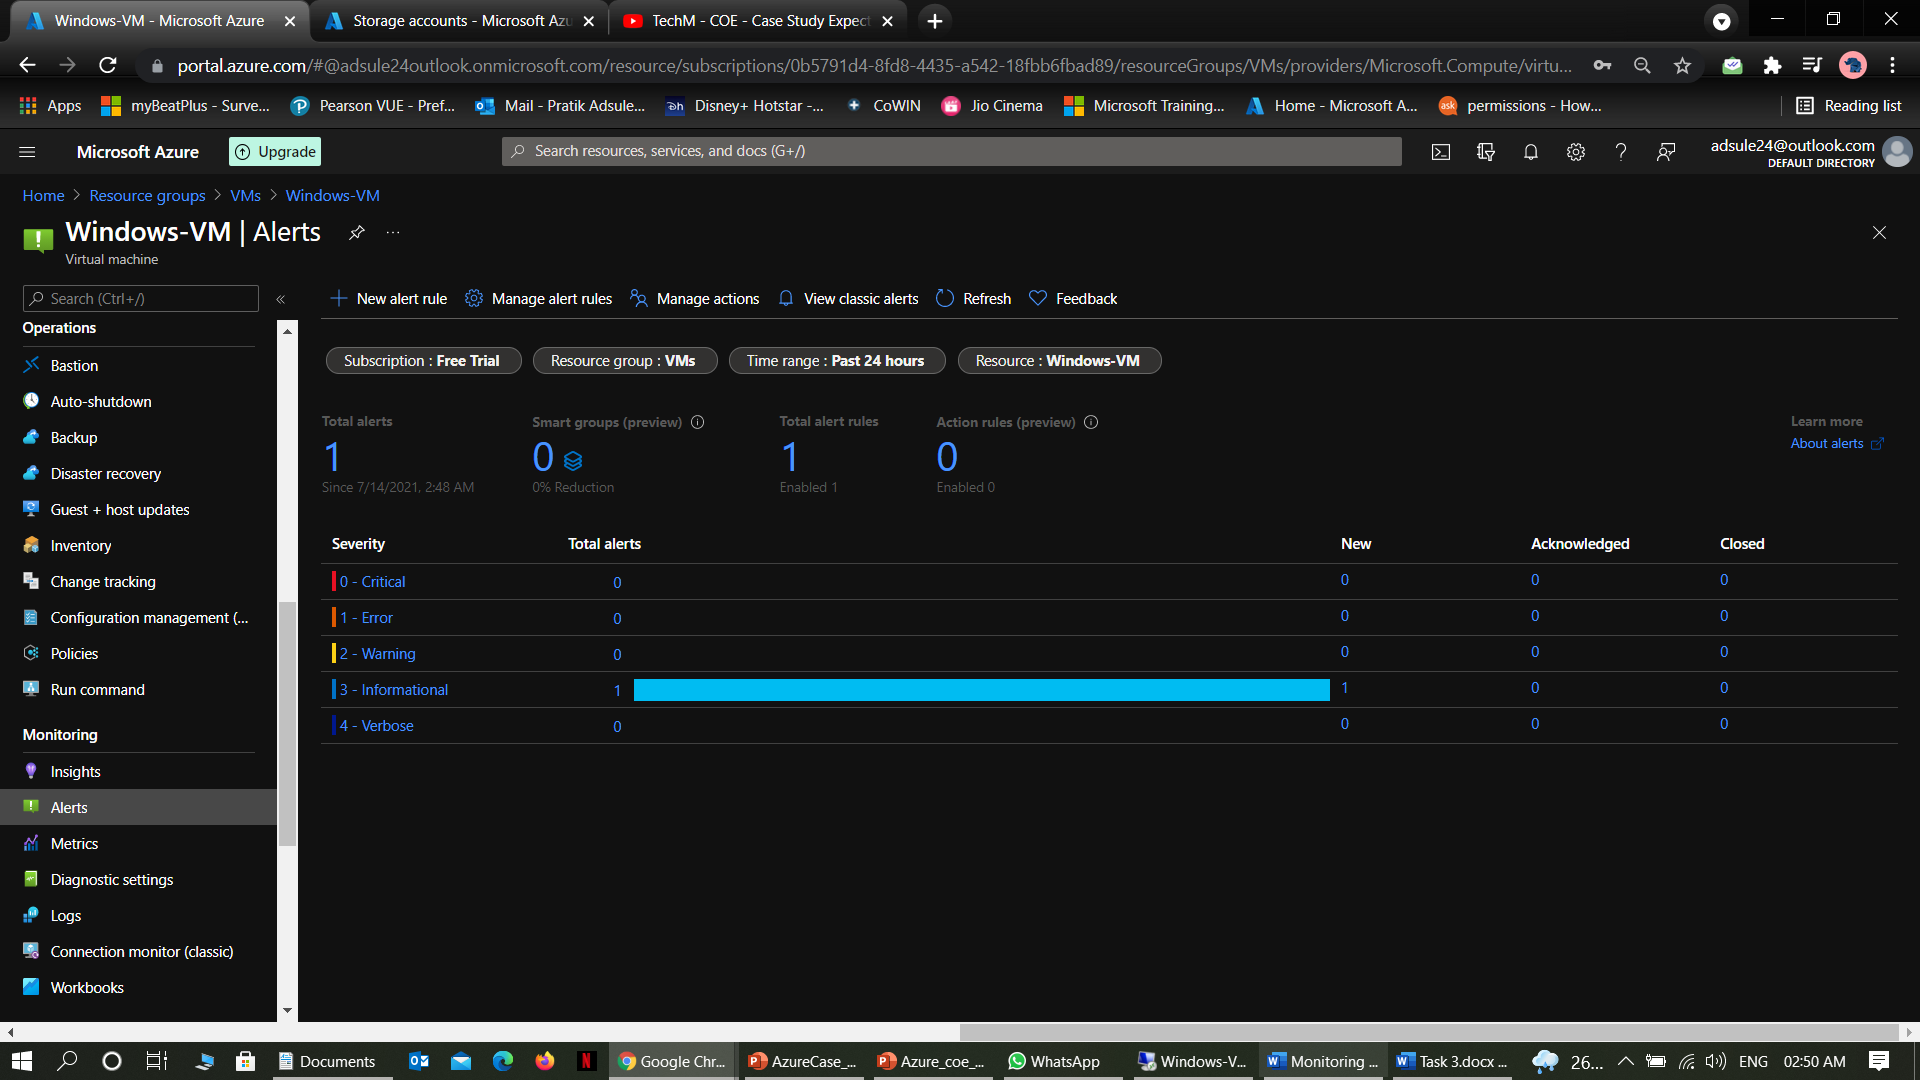 Windows-VM - Microsoft Azure
Storage accounts - Microsoft Azu
TechM - COE - Case Study Expect
portal.azure.com/#@adsule24outlook.onmicrosoft.com/resource/subscriptions/0b5791d4-8fd8-4435-a542-18fbb6fbad89/resourceGroups/VMs/providers/Microsoft.Compute/virtu...
Apps
myBeatPlus - Surve...
Pearson VUE - Pref...
Mail - Pratik Adsule...
Disney+ Hotstar -...
CoWIN
Jio Cinema
Microsoft Training...
Home - Microsoft A...
ask
permissions - How...
Reading list
Microsoft Azure
Upgrade
Search resources, services, and docs (G+/)
adsule24@outlook.com
DEFAULT DIRECTORY
Home > Resource groups > VMs > Windows-VM
Windows-VM | Alerts
Virtual machine
Search (Ctrl+/)
New alert rule
Manage alert rules
Manage actions
View classic alerts
Refresh
Feedback
Operations
Bastion
Auto-shutdown
Backup
Disaster recovery
Guest + host updates
Inventory
Change tracking
Configuration management (...
Policies
Run command
Monitoring
Insights
Alerts
Metrics
Diagnostic settings
Logs
Connection monitor (classic)
Workbooks
Subscription : Free Trial
Resource group : VMs
Time range : Past 24 hours
Resource : Windows-VM
Total alerts
1
Since 7/14/2021, 2:48 AM
Smart groups (preview)
0
0% Reduction
Total alert rules
1
Enabled 1
Action rules (preview)
0
Enabled 0
Learn more
About alerts
Severity Total alerts New Acknowledged Closed
0 - Critical 0 0 0 0
1 - Error 0 0 0 0
2 - Warning 0 0 0 0
3 - Informational 1 1 0 0
4 - Verbose 0 0 0 0
Documents
Google Chr...
AzureCase_...
Azure_coe_...
WhatsApp
Windows-V...
Monitoring ...
Task 3.docx ...
26...
ENG
02:50 AM